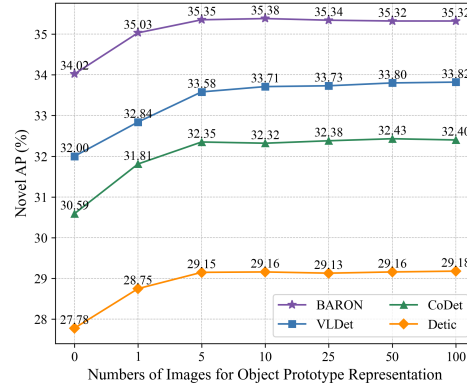 35.35 35.38 35.34 35.32 35.32
35
35.03
34
34.02
33.58 33.71 33.73 33.80 33.82
33
32.84
32.35 32.32 32.38 32.43 32.40
32
32.00
31.81
31
30.59
30
29.15 29.16 29.13 29.16 29.18
29
28.75
28
27.78
Novel AP (%)
BARON CoDet
VLDet Detic
0 1 5 10 25 50 100
Numbers of Images for Object Prototype Representation